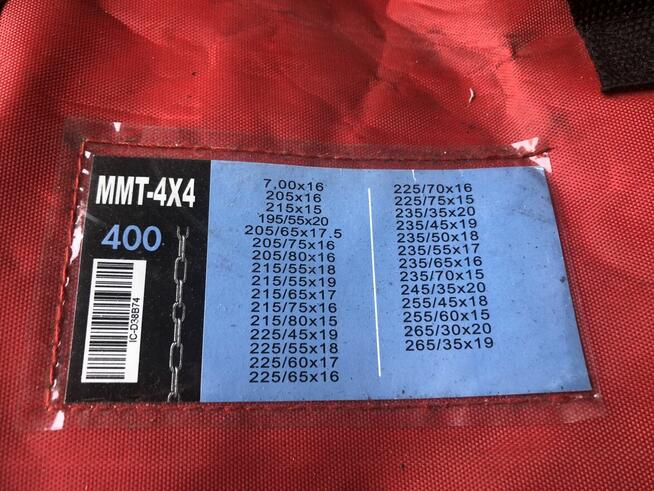 MMT-4X4
400
IC-D38B74
7,00x16
205x16
215x15
195/55x20
205/65x17.5
205/75x16
205/80x16
215/55x18
215/55x19
215/65x17
215/75x16
215/80x15
225/45x19
225/55x18
225/60x17
225/65x16
225/70x16
225/75x15
235/35x20
235/45x19
235/50x18
235/55x17
235/65x16
235/70x15
245/35x20
255/45x18
255/60x15
265/30x20
265/35x19